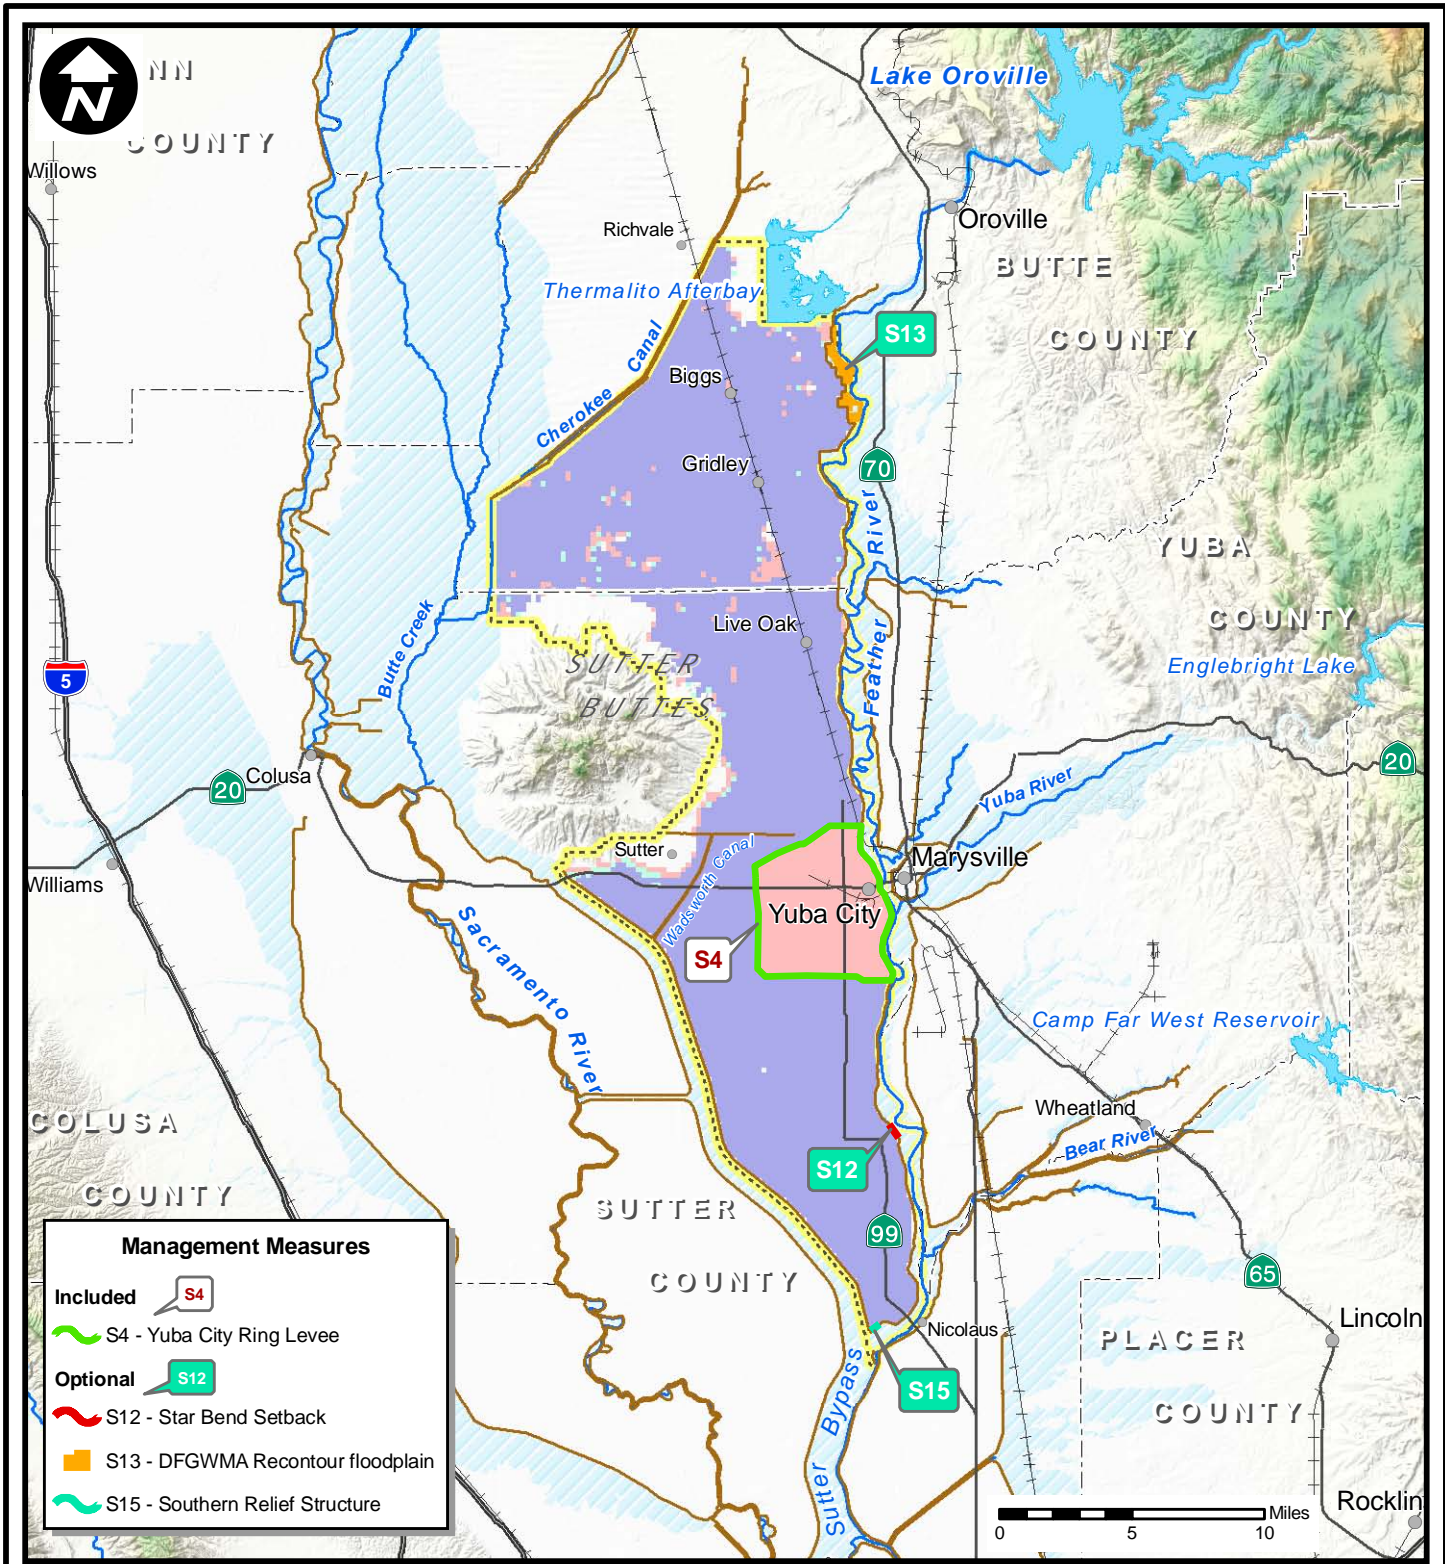 N
NN
COUNTY
Lake Oroville
Willows
Richvale
Oroville
BUTTE
COUNTY
Thermalito Afterbay
S13
Cherokee Canal
Biggs
Gridley
70
Feather River
YUBA
COUNTY
Englebright Lake
Live Oak
Butte Creek
SUTTER
BUTTES
5
20
Colusa
20
Yuba River
Sutter
Wadsworth Canal
Marysville
Williams
Yuba City
S4
Sacramento River
Camp Far West Reservoir
COLUSA
COUNTY
Wheatland
Bear River
S12
SUTTER
COUNTY
99
65
Nicolaus
Lincoln
PLACER
COUNTY
S15
Sutter Bypass
Rocklin
Management Measures
Included S4
S4 - Yuba City Ring Levee
Optional S12
S12 - Star Bend Setback
S13 - DFGWMA Recontour floodplain
S15 - Southern Relief Structure
Miles
0 5 10